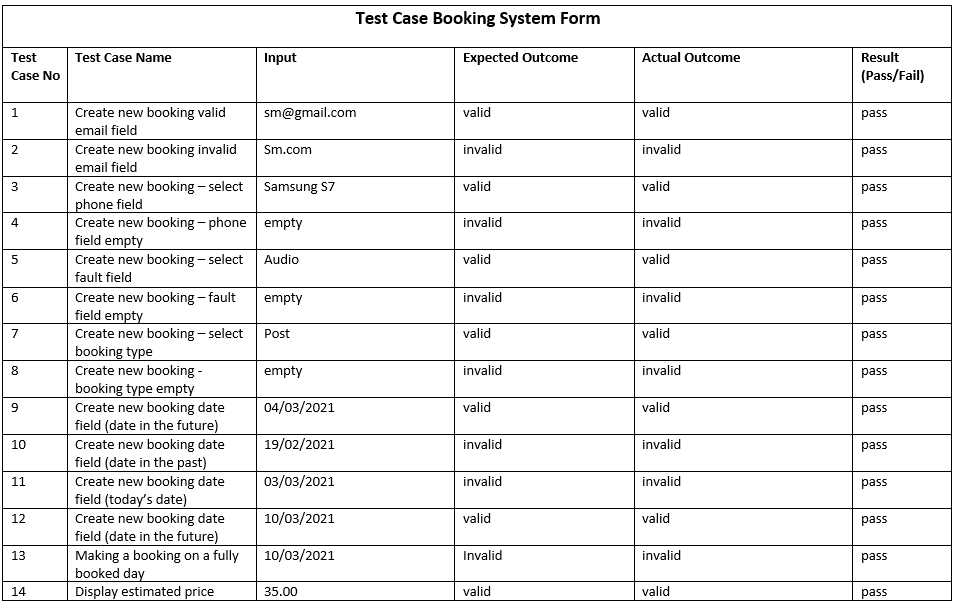 Test Case Booking System Form
Test Case No Test Case Name Input Expected Outcome Actual Outcome Result (Pass/Fail)
1 Create new booking valid email field sm@gmail.com valid valid pass
2 Create new booking invalid email field Sm.com invalid invalid pass
3 Create new booking – select phone field Samsung S7 valid valid pass
4 Create new booking – phone field empty empty invalid invalid pass
5 Create new booking – select fault field Audio valid valid pass
6 Create new booking – fault field empty empty invalid invalid pass
7 Create new booking – select booking type Post valid valid pass
8 Create new booking - booking type empty empty invalid invalid pass
9 Create new booking date field (date in the future) 04/03/2021 valid valid pass
10 Create new booking date field (date in the past) 19/02/2021 invalid invalid pass
11 Create new booking date field (today’s date) 03/03/2021 invalid invalid pass
12 Create new booking date field (date in the future) 10/03/2021 valid valid pass
13 Making a booking on a fully booked day 10/03/2021 Invalid invalid pass
14 Display estimated price 35.00 valid valid pass